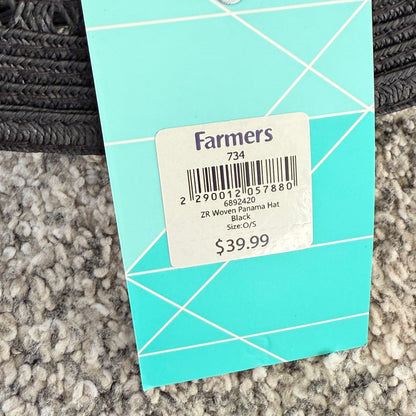 Farmers
734
2 290012 057880
6892420
ZR Woven Panama Hat
Black
Size:O/S
$39.99